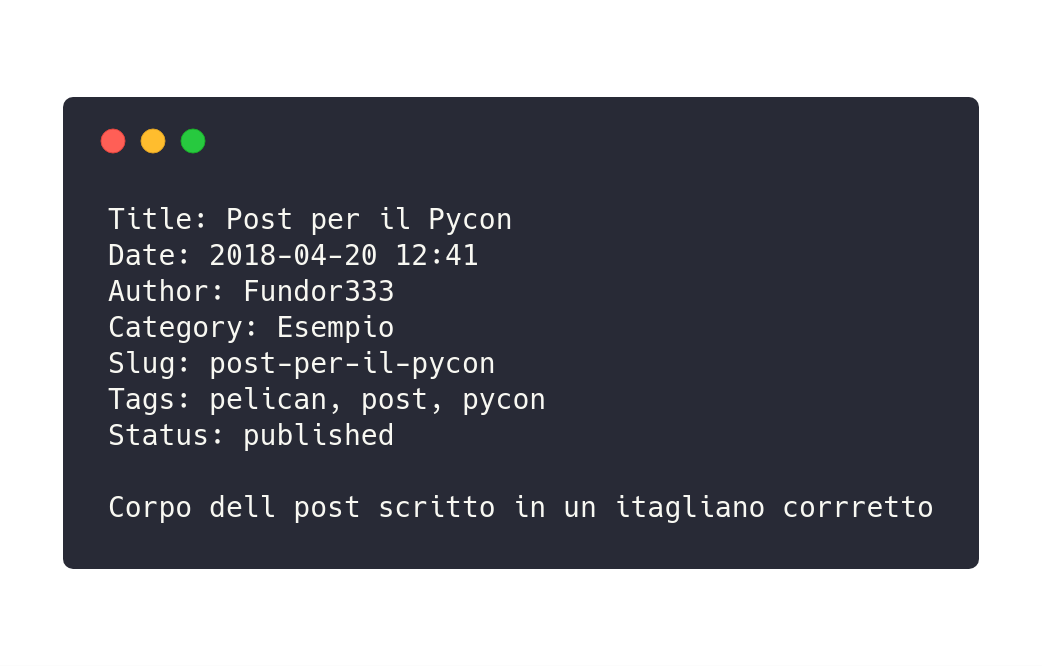 Title: Post per il Pycon
Date: 2018-04-20 12:41
Author: Fundor333
Category: Esempio
Slug: post-per-il-pycon
Tags: pelican, post, pycon
Status: published
Corpo dell post scritto in un itagliano corrretto